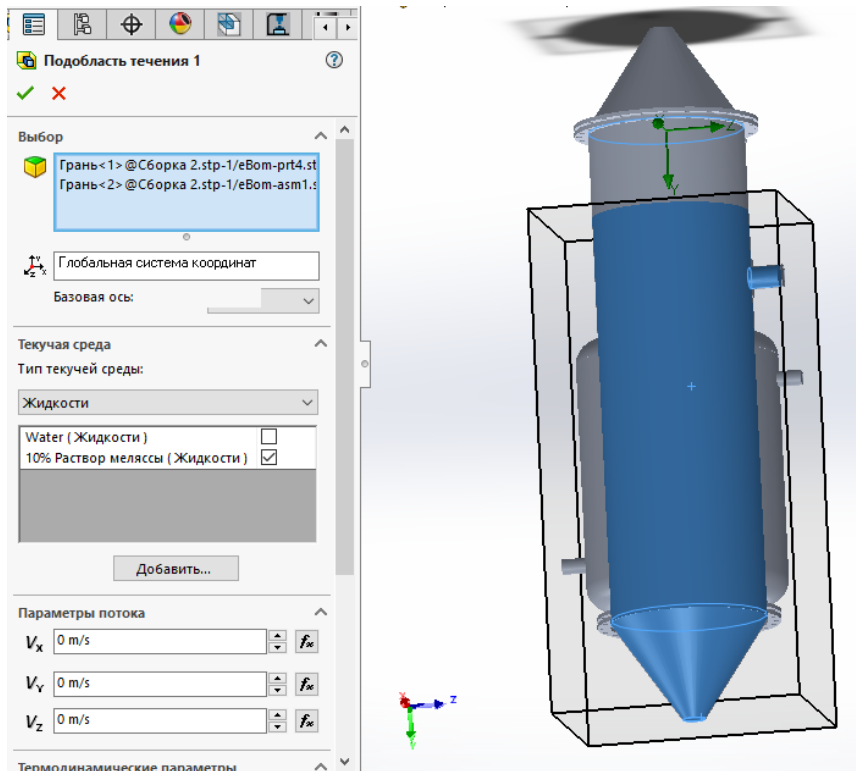 Подобласть течения 1
Выбор
Грань<1>@Сборка 2.stp-1/eBom-prt4.st
Грань<2>@Сборка 2.stp-1/eBom-asm1.s
Глобальная система координат
Базовая ось:
Текучая среда
Тип текучей среды:
Жидкости
Water ( Жидкости )
10% Раствор меляссы ( Жидкости )
Добавить...
Параметры потока
Vx 0 m/s
VY 0 m/s
Vz 0 m/s
Термодинамические параметры
Z
Y
Z